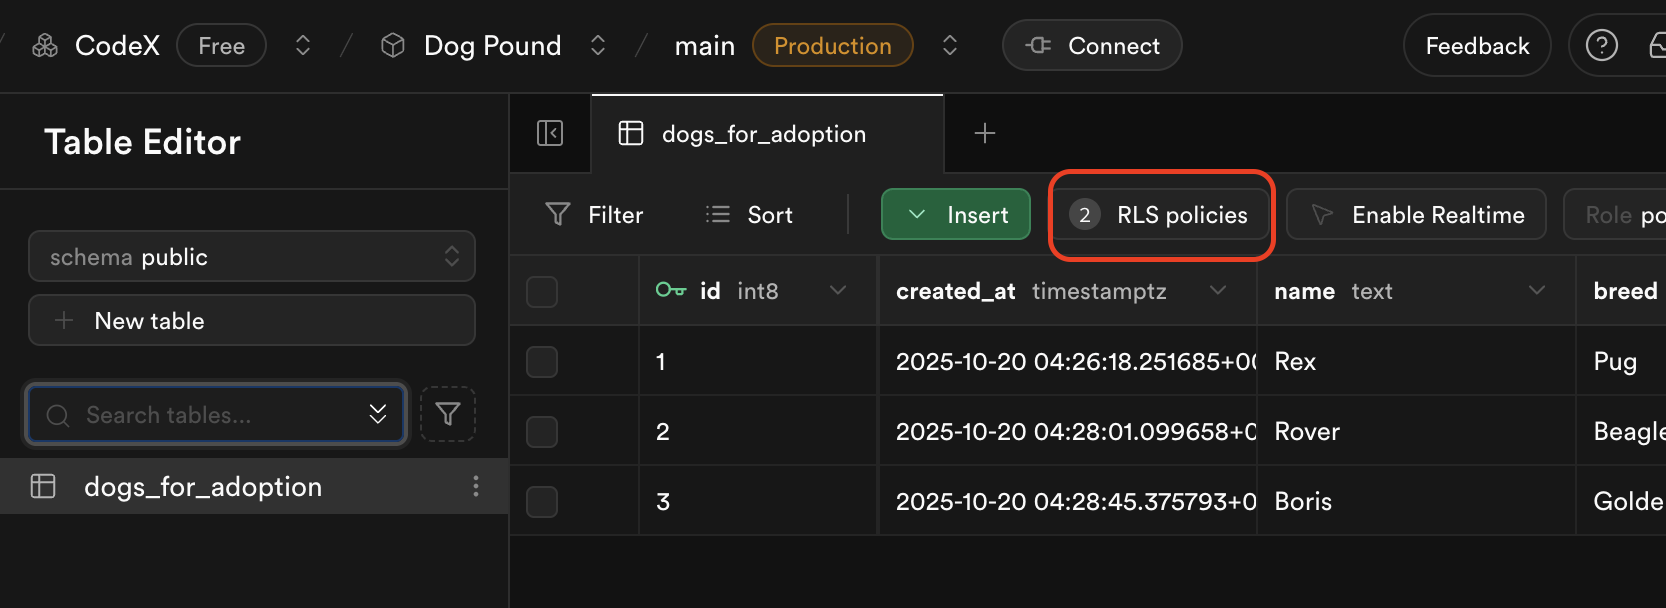 CodeX Free Dog Pound main Production Connect Feedback
Table Editor
dogs_for_adoption
Filter Sort Insert 2 RLS policies Enable Realtime Role po
schema public
New table
Search tables...
dogs_for_adoption
id int8 created_at timestamptz name text breed
1 2025-10-20 04:26:18.251685+00 Rex Pug
2 2025-10-20 04:28:01.099658+0 Rover Beagle
3 2025-10-20 04:28:45.375793+0 Boris Golde